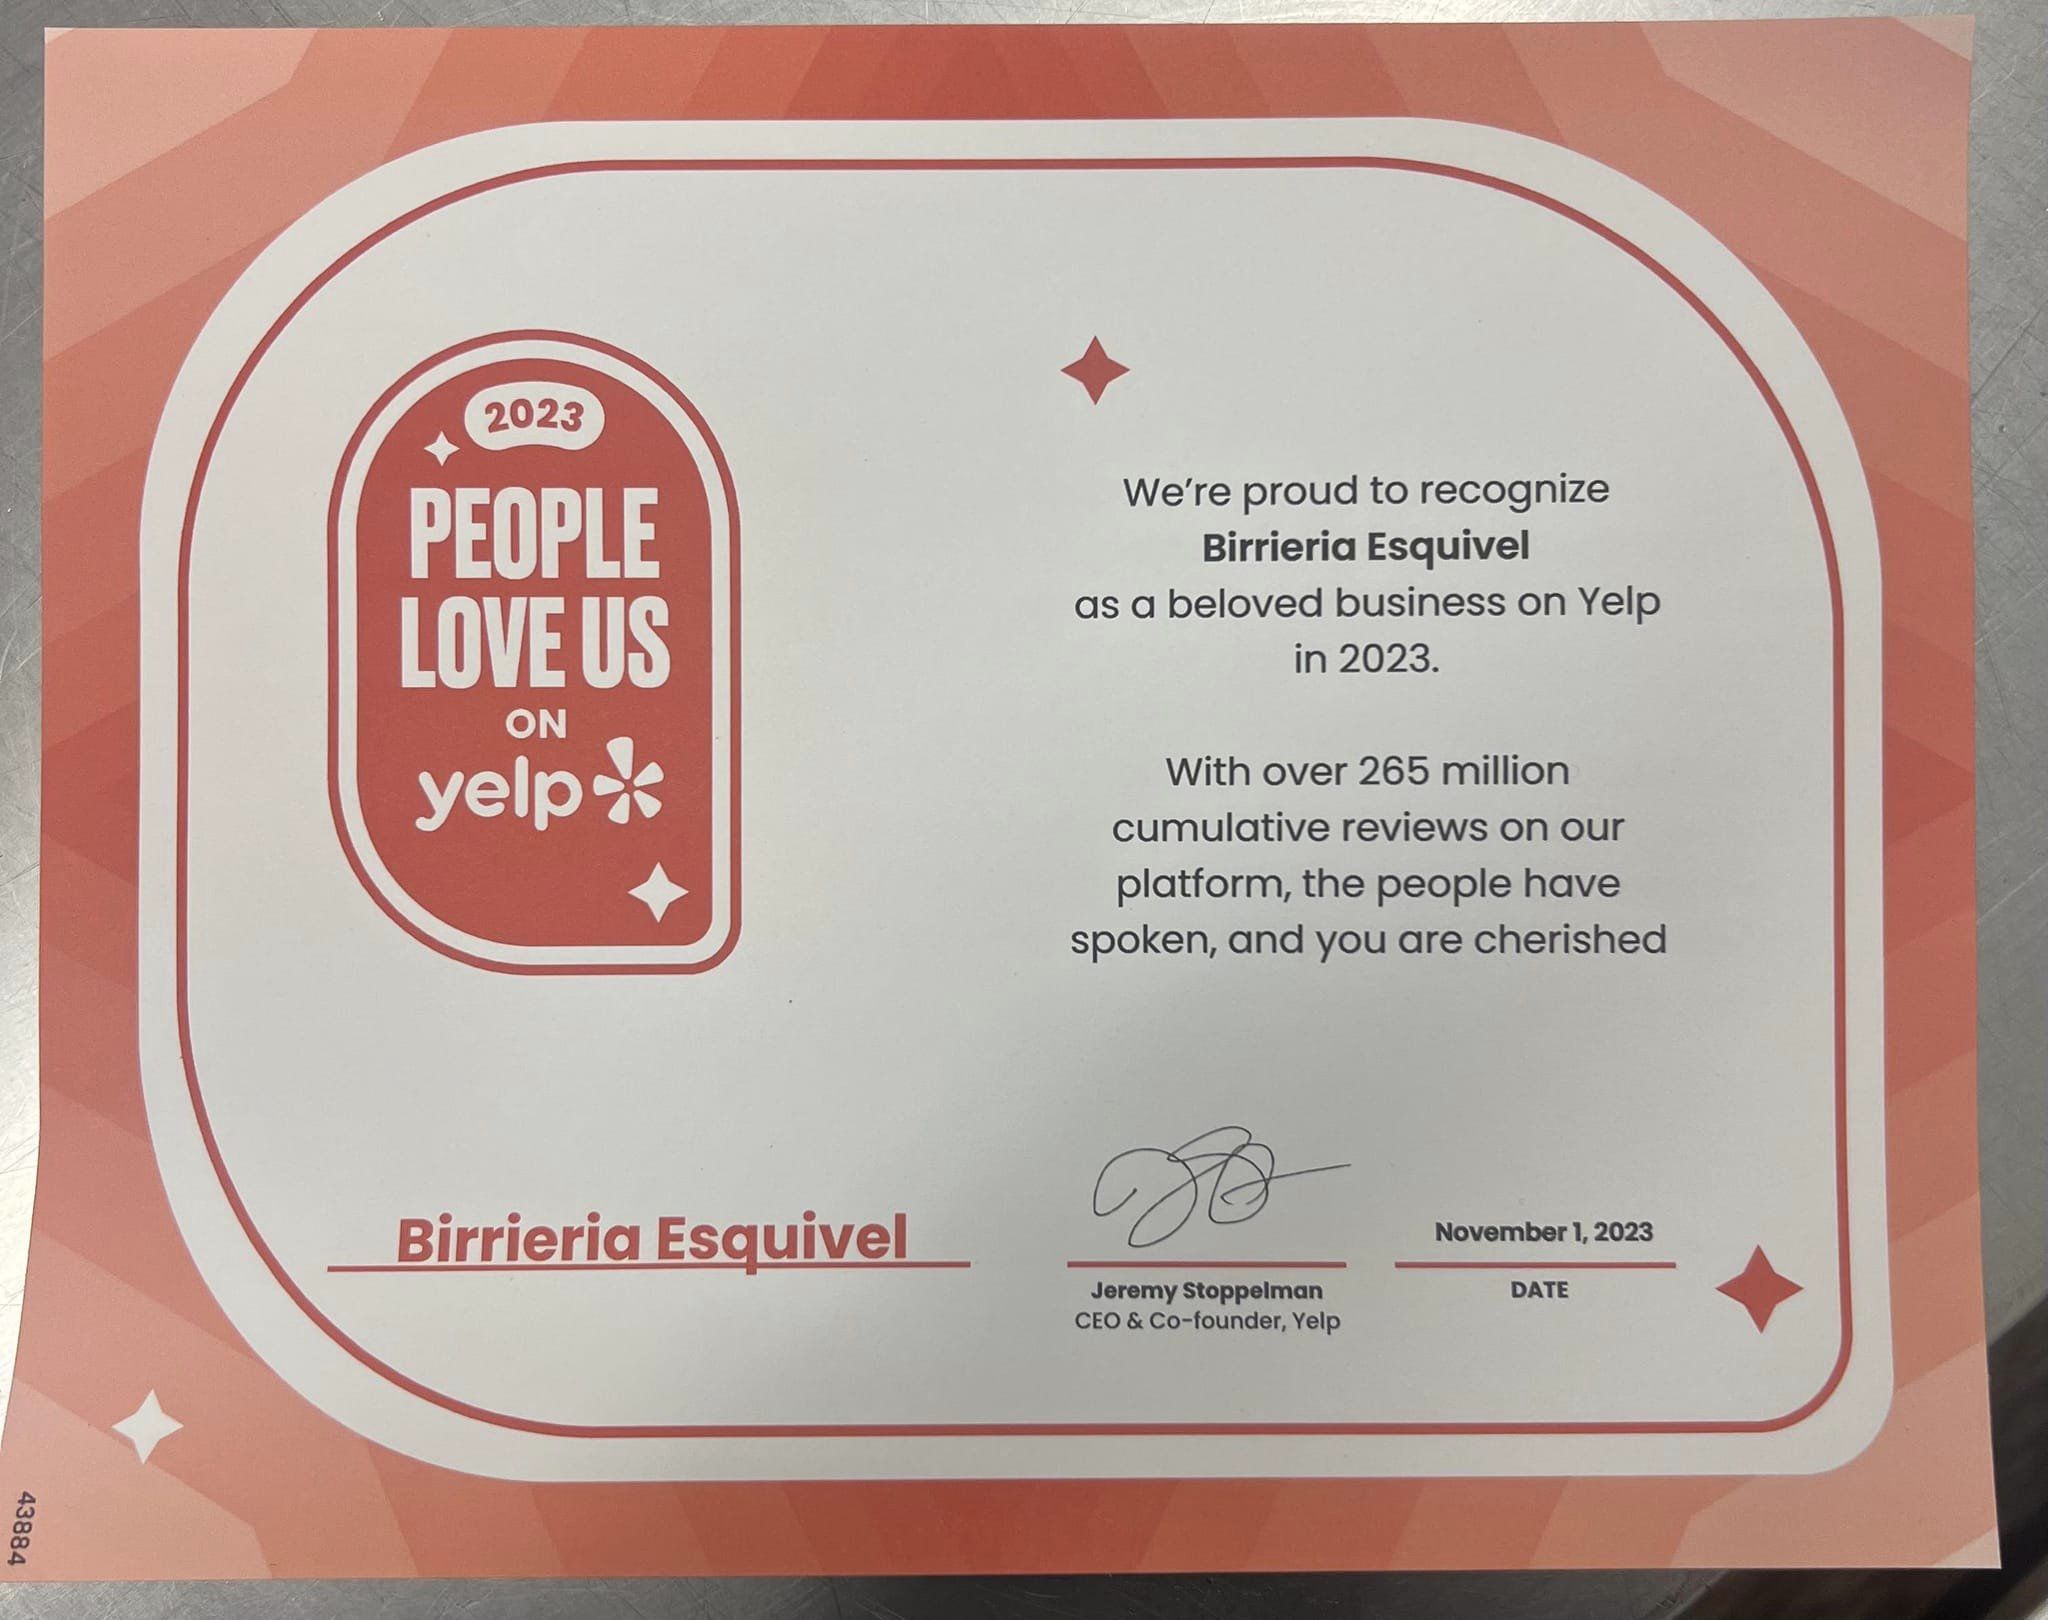 2023
PEOPLE
LOVE US
ON
yelp
We're proud to recognize
Birrieria Esquivel
as a beloved business on Yelp
in 2023.
With over 265 million
cumulative reviews on our
platform, the people have
spoken, and you are cherished
Birrieria Esquivel
Jeremy Stoppelman
CEO & Co-founder, Yelp
November 1, 2023
DATE
43884